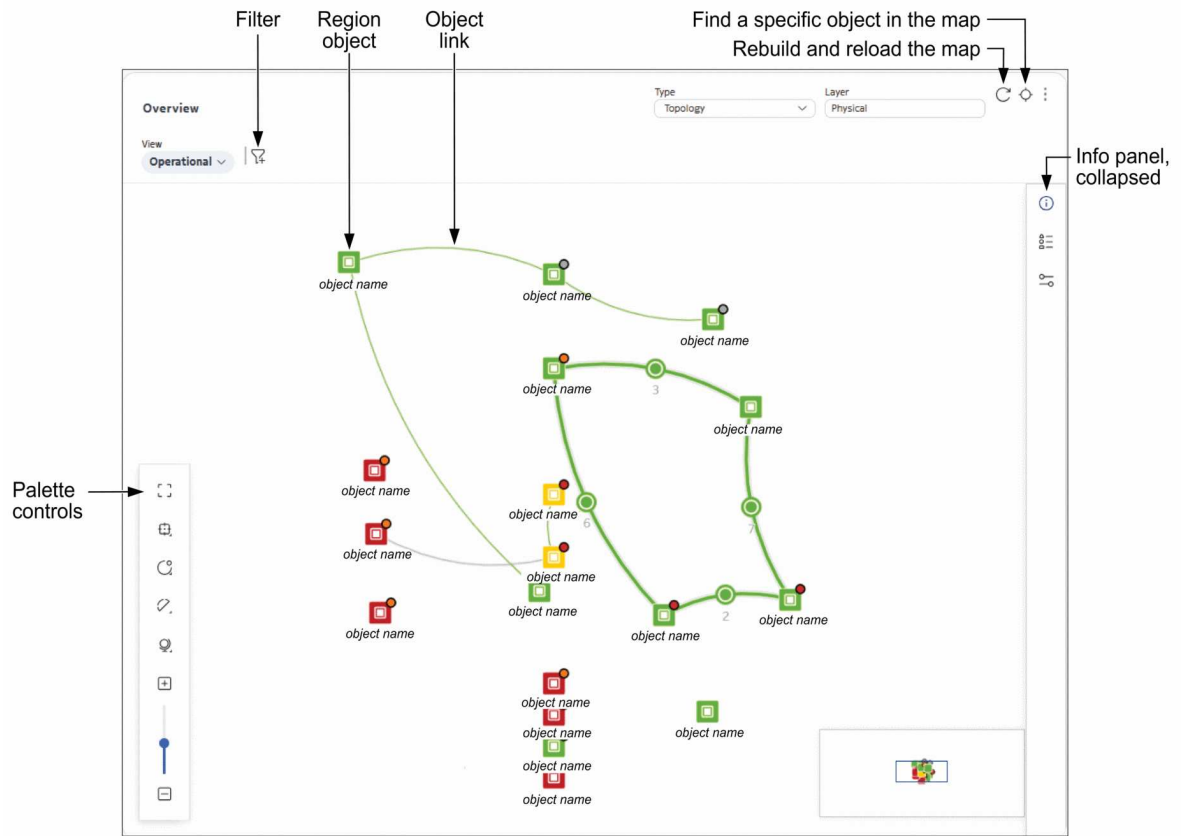 Filter
Region
object
Object
link
Find a specific object in the map
Rebuild and reload the map
Overview
Type
Topology
Layer
Physical
View
Operational
Info panel,
collapsed
object name
object name
object name
object name
3
object name
Palette
controls
object name
object name
6
7
object name
object name
object name
object name
object name
2
object name
object name
object name
object name
object name
object name